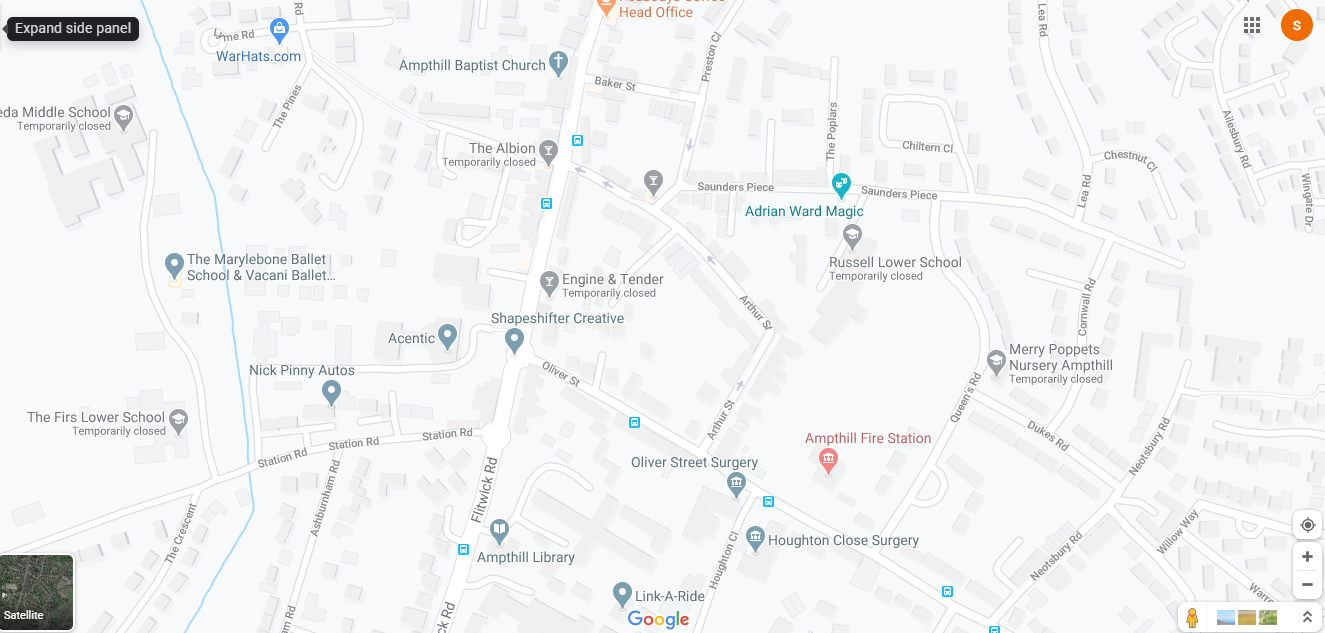 Expand side panel
Head Office
S
WarHats.com
Ampthill Baptist Church
Preston Cl
Lea Rd
Baker St
The Pines
eda Middle School
Temporarily closed
The Albion
Temporarily closed
The Poplars
Chiltern Cl
Ailesbury Rd
Chestnut Cl
Wingate Dr
Saunders Piece
Saunders Piece
Lea Rd
Adrian Ward Magic
Russell Lower School
Temporarily closed
The Marylebone Ballet
School & Vacani Ballet...
Engine & Tender
Temporarily closed
Arthur St
Cornwall Rd
Shapeshifter Creative
Acentic
Nick Pinny Autos
Oliver St
Merry Poppets
Nursery Ampthill
Temporarily closed
Queen's Rd
Arthur St
The Firs Lower School
Temporarily closed
Station Rd
Station Rd
Station Rd
Ampthill Fire Station
Dukes Rd
Neotsbury Rd
Oliver Street Surgery
Flitwick Rd
Ashburnham Rd
The Crescent
Ampthill Library
Houghton Cl
Houghton Close Surgery
Neotsbury Rd
Willow Way
Link-A-Ride
Google
Satellite